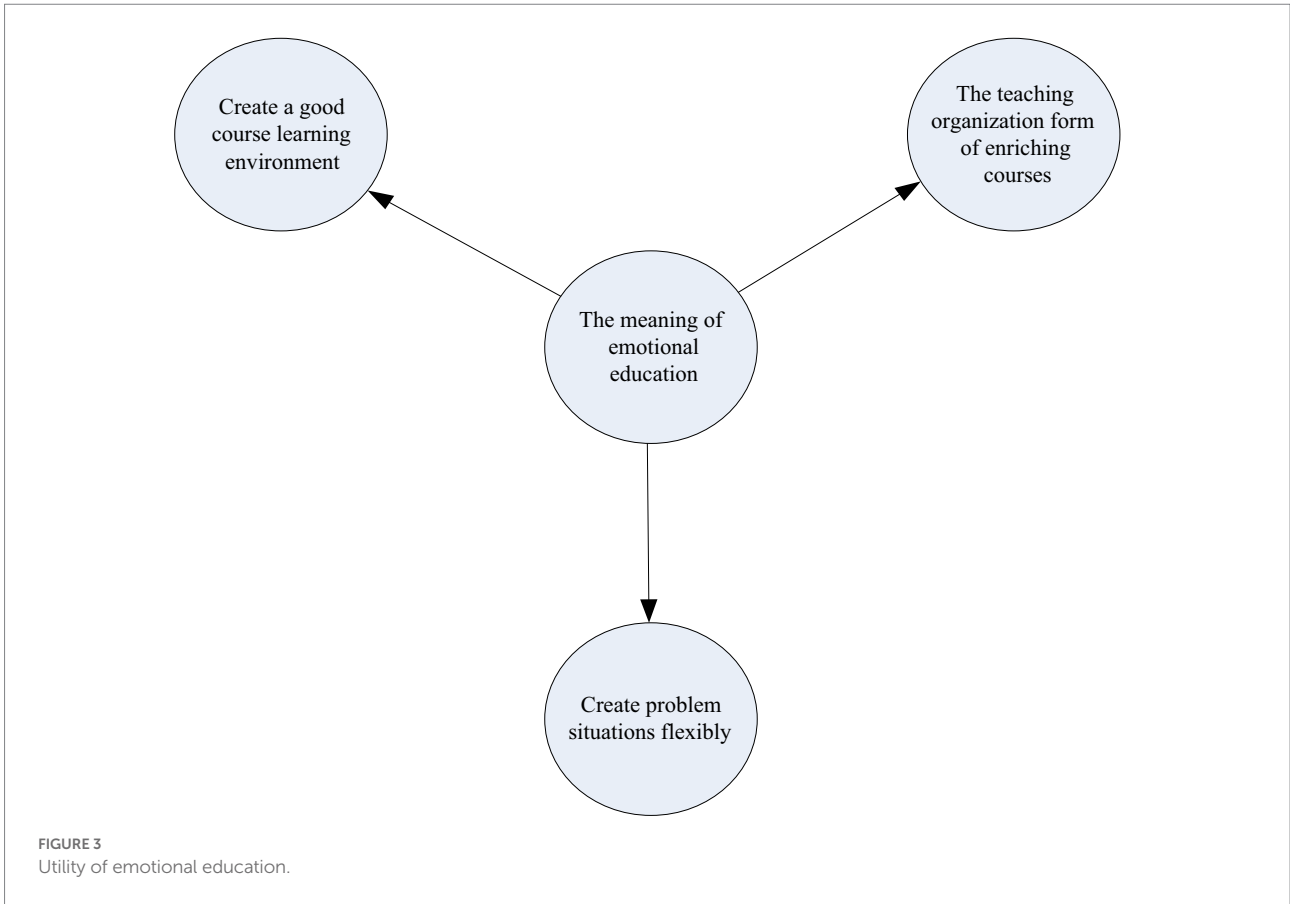 Create a good
course learning
environment
The teaching
organization form
of enriching
courses
The meaning of
emotional
education
Create problem
situations flexibly
FIGURE 3
Utility of emotional education.